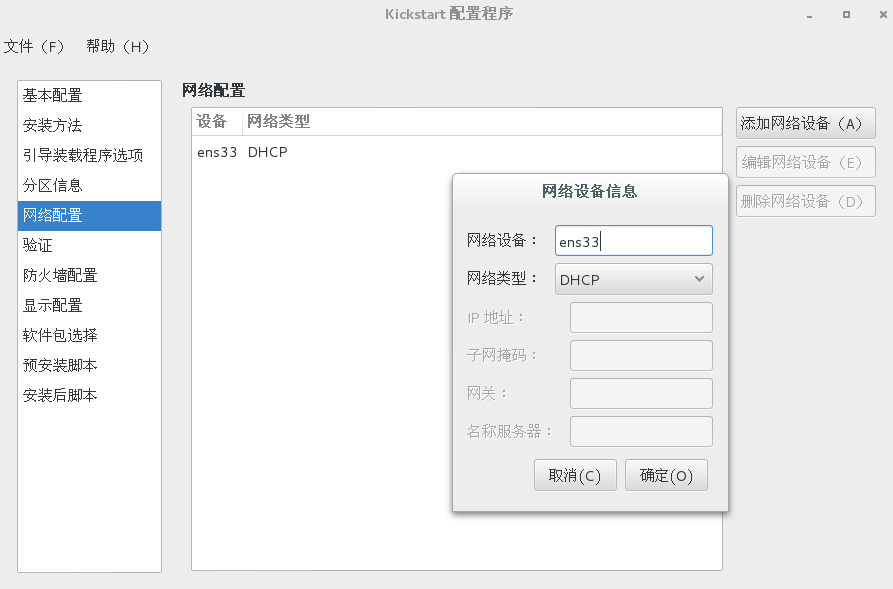 Kickstart 配置程序
文件（F） 帮助（H）
基本配置
安装方法
引导装载程序选项
分区信息
网络配置
验证
防火墙配置
显示配置
软件包选择
预安装脚本
安装后脚本
网络配置
设备 网络类型
ens33 DHCP
添加网络设备（A）
编辑网络设备（E）
删除网络设备（D）
网络设备信息
网络设备： ens33
网络类型： DHCP
IP 地址：
子网掩码：
网关：
名称服务器：
取消(C) 确定(O)